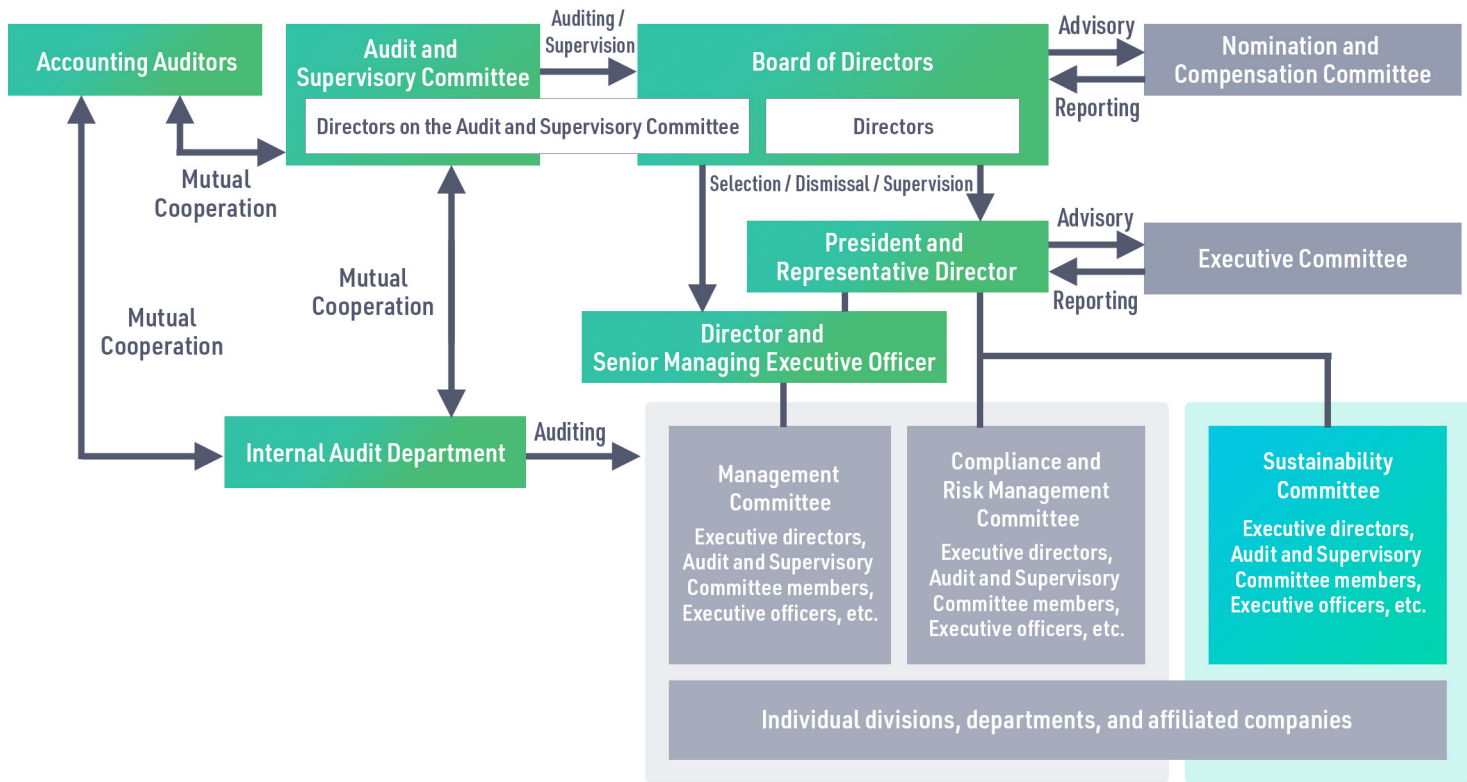 Accounting Auditors
Audit and
Supervisory Committee
Auditing /
Supervision
Board of Directors
Advisory
Reporting
Nomination and
Compensation Committee
Directors on the Audit and Supervisory Committee
Directors
Mutual
Cooperation
Selection / Dismissal / Supervision
President and
Representative Director
Advisory
Reporting
Executive Committee
Mutual
Cooperation
Mutual
Cooperation
Director and
Senior Managing Executive Officer
Internal Audit Department
Auditing
Management
Committee
Executive directors,
Audit and Supervisory
Committee members,
Executive officers, etc.
Compliance and
Risk Management
Committee
Executive directors,
Audit and Supervisory
Committee members,
Executive officers, etc.
Sustainability
Committee
Executive directors,
Audit and Supervisory
Committee members,
Executive officers, etc.
Individual divisions, departments, and affiliated companies